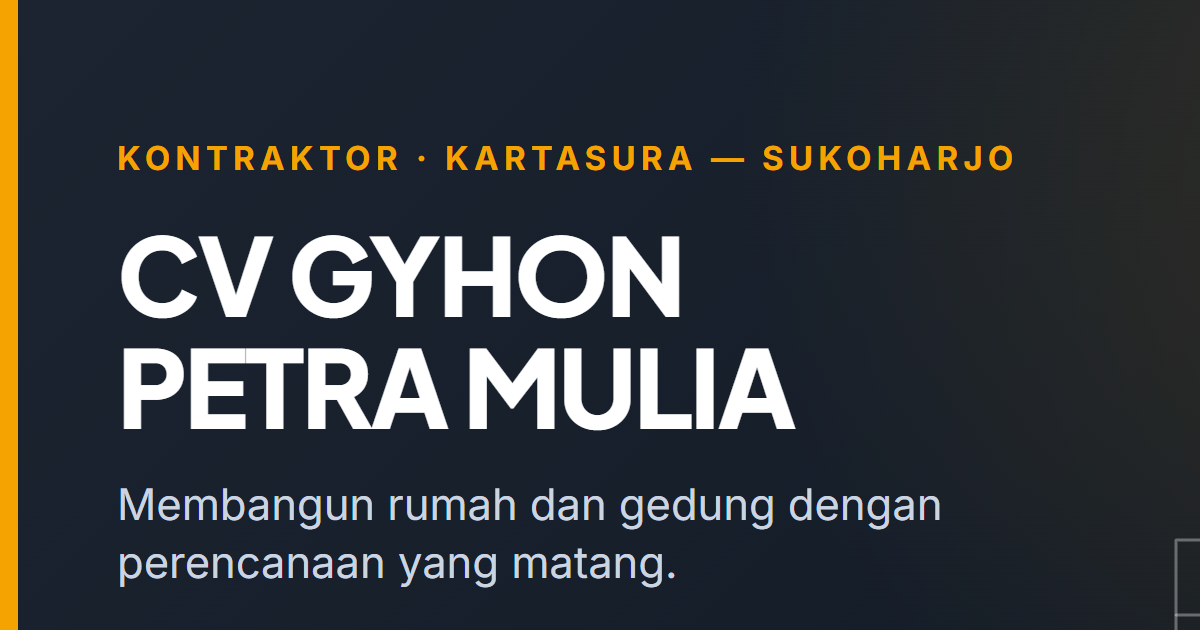 KONTRAKTOR · KARTASURA — SUKOHARJO
CV GYHON
PETRA MULIA
Membangun rumah dan gedung dengan
perencanaan yang matang.